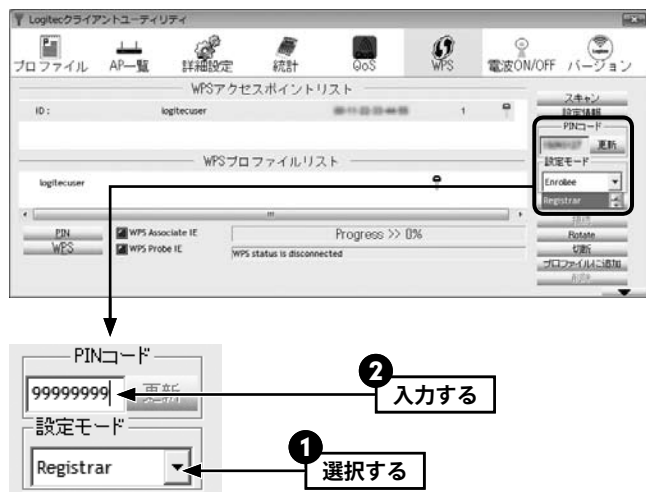 Logitecクライアントユーティリティ
プロファイル AP一覧 詳細設定 統計 QoS WPS 電波ON/OFF バージョン
WPSアクセスポイントリスト
ID : logitecuser 1
スキャン
設定情報
PINコード
更新
設定モード
Enrollee
Registrar
WPSプロファイルリスト
logitecuser
PIN WPS Associate IE Progress >> 0%
WPS WPS Probe IE WPS status is disconnected
Rotate
切断
プロファイルに追加
削除
PINコード
99999999 更新
2 入力する
設定モード
Registrar
1 選択する